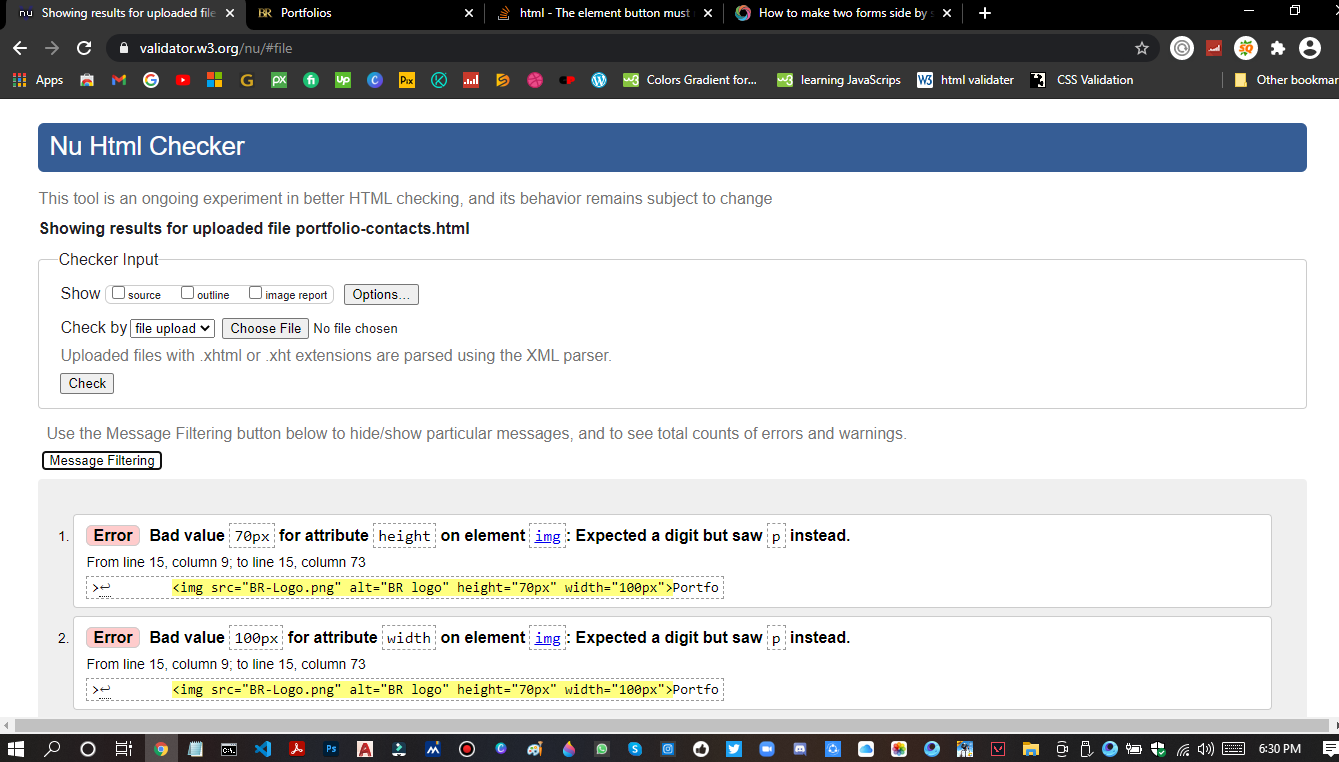 nu Showing results for uploaded file
BR Portfolios
html - The element button must
How to make two forms side by s
validator.w3.org/nu/#file
Apps
Colors Gradient for...
learning JavaScrips
html validater
CSS Validation
Other bookmar
Nu Html Checker
This tool is an ongoing experiment in better HTML checking, and its behavior remains subject to change
Showing results for uploaded file portfolio-contacts.html
Checker Input
Show source outline image report Options...
Check by file upload Choose File No file chosen
Uploaded files with .xhtml or .xht extensions are parsed using the XML parser.
Check
Use the Message Filtering button below to hide/show particular messages, and to see total counts of errors and warnings.
Message Filtering
1. Error Bad value 70px for attribute height on element img: Expected a digit but saw p instead.
From line 15, column 9; to line 15, column 73
>↩ <img src="BR-Logo.png" alt="BR logo" height="70px" width="100px">Portfo
2. Error Bad value 100px for attribute width on element img: Expected a digit but saw p instead.
From line 15, column 9; to line 15, column 73
>↩ <img src="BR-Logo.png" alt="BR logo" height="70px" width="100px">Portfo
6:30 PM